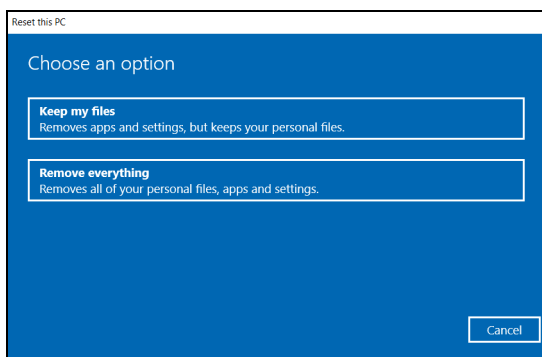 Reset this PC
Choose an option
Keep my files
Removes apps and settings, but keeps your personal files.
Remove everything
Removes all of your personal files, apps and settings.
Cancel